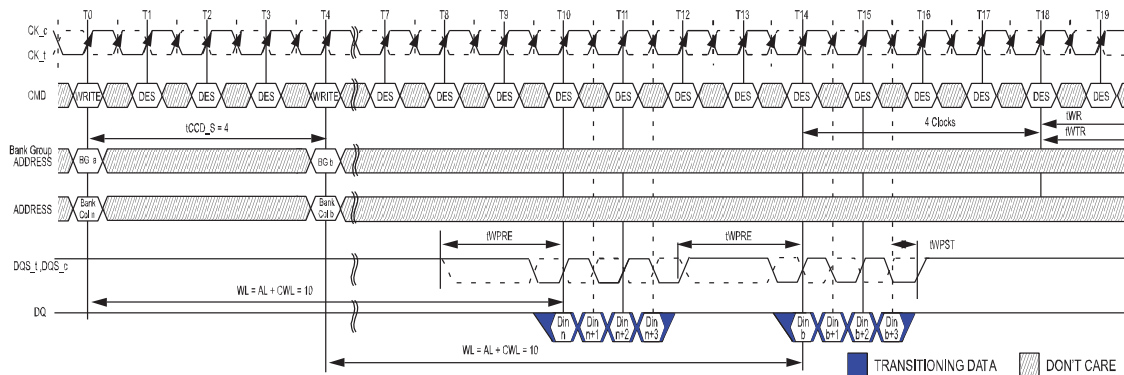 T0 T1 T2 T3 T4 T7 T8 T9 T10 T11 T12 T13 T14 T15 T16 T17 T18 T19
CK_c
CK_t
CMD WRITE DES DES DES WRITE DES DES DES DES DES DES DES DES DES DES DES DES DES
tCCD_S = 4 4 Clocks tWR
tWTR
Bank Group
ADDRESS BG a BG b
ADDRESS Bank Col n Bank Col b
tWPRE tWPRE tWPST
DQS_t ,DQS_c
WL = AL + CWL = 10
DQ Din n Din n+1 Din n+2 Din n+3 Din b Din b+1 Din b+2 Din b+3
WL = AL + CWL = 10
TRANSITIONING DATA DON'T CARE